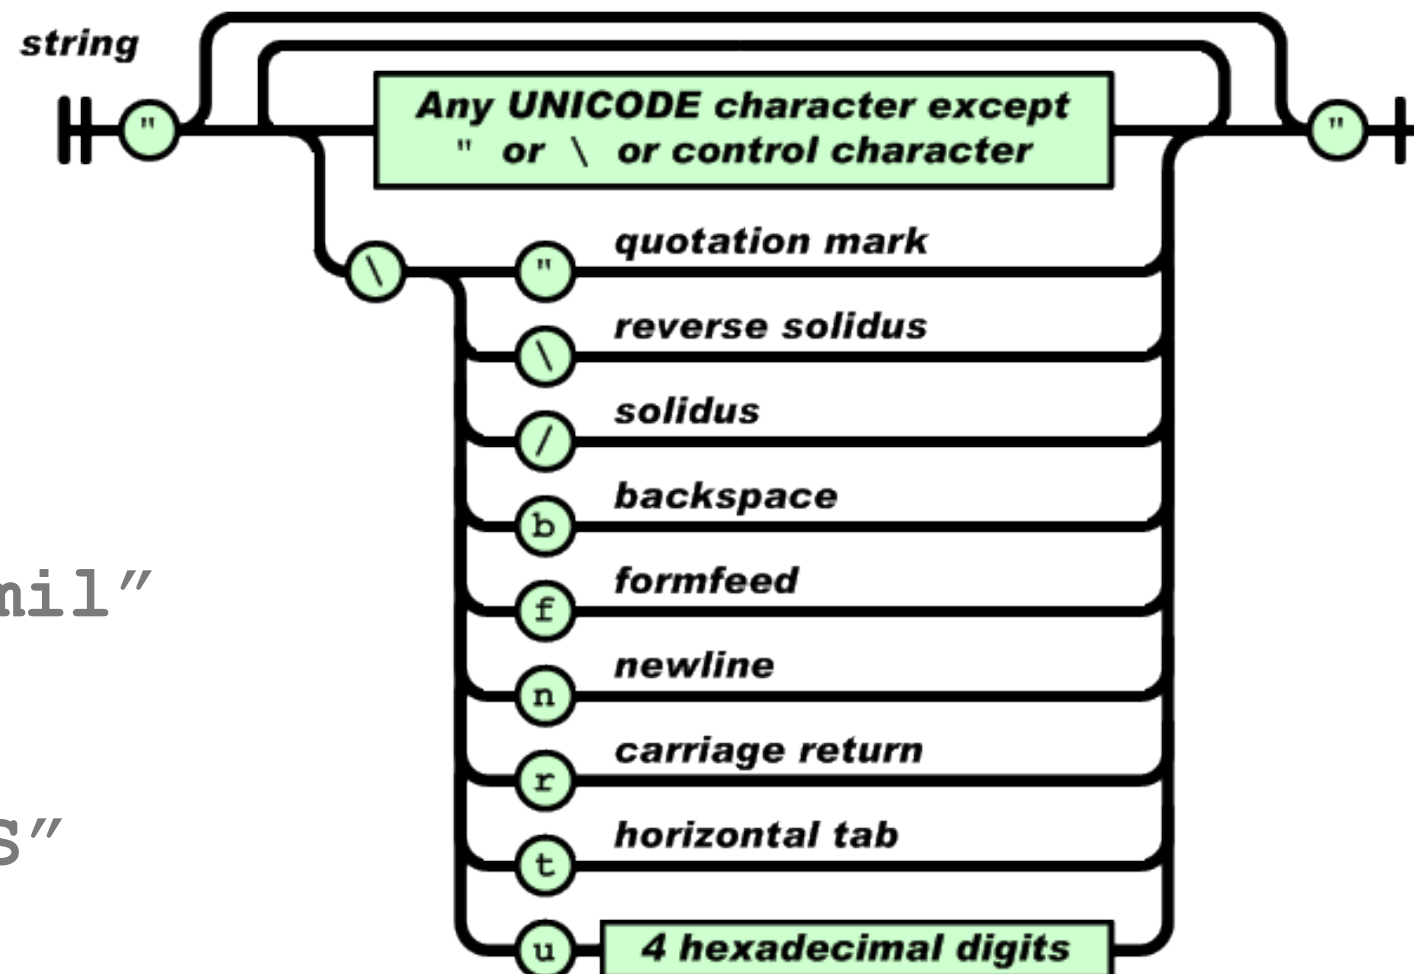 string
"
Any UNICODE character except
" or \ or control character
"
\
" quotation mark
\ reverse solidus
/ solidus
b backspace
f formfeed
n newline
r carriage return
t horizontal tab
u 4 hexadecimal digits
mil”
S”